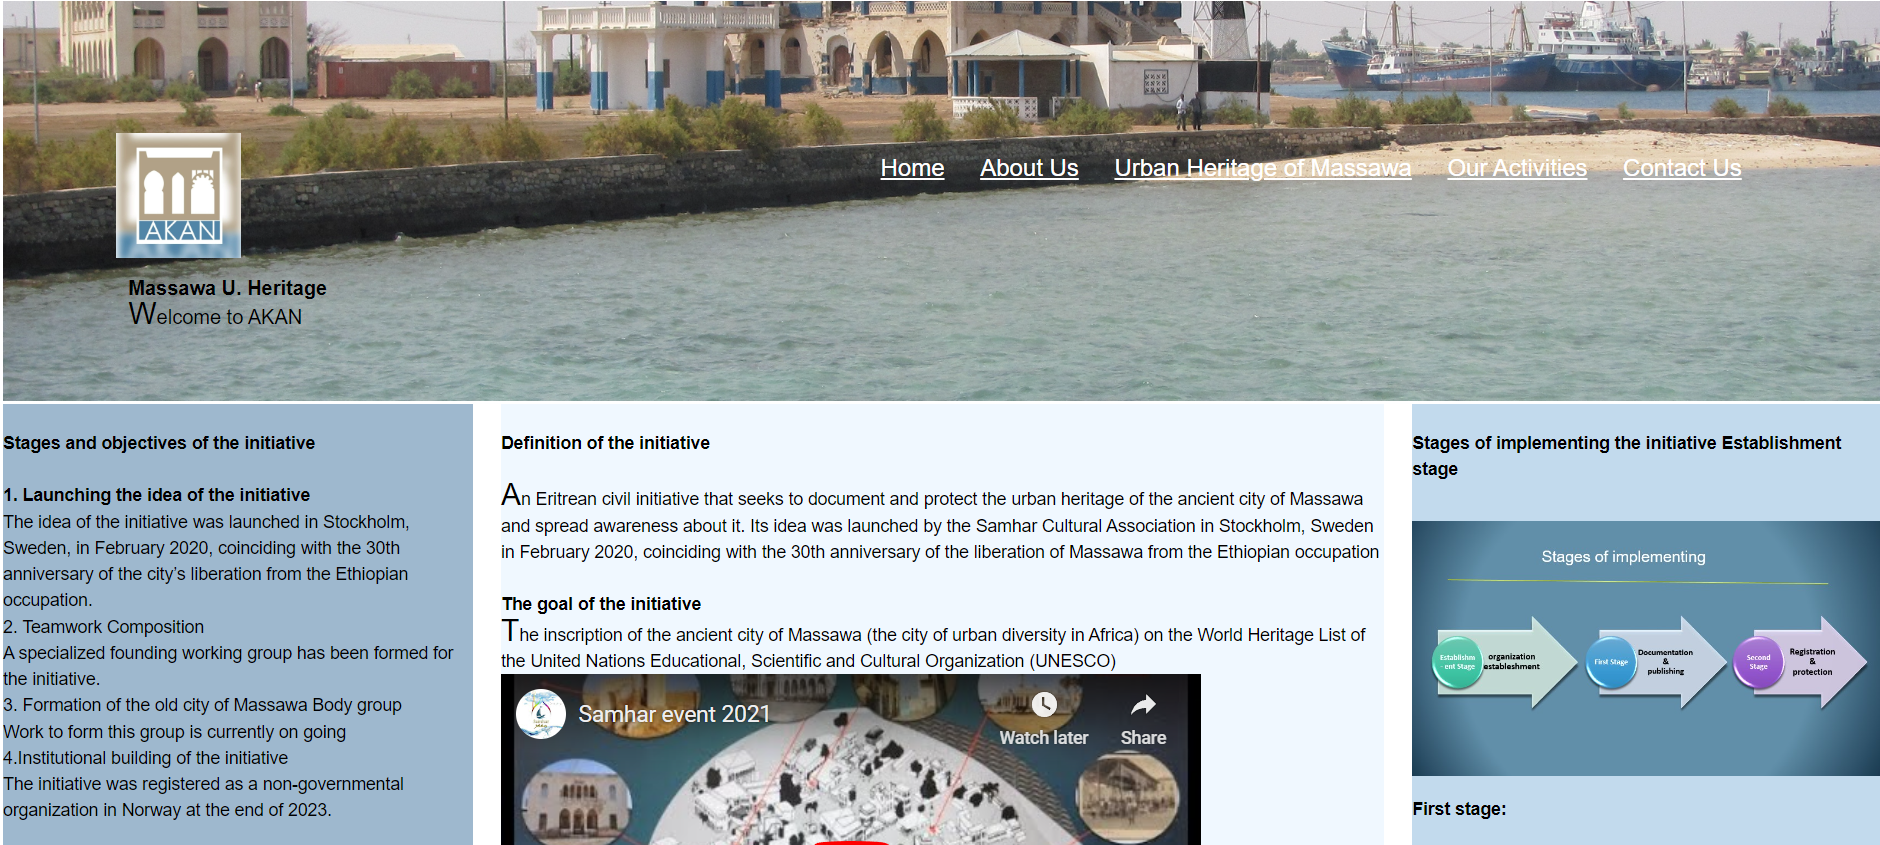 Home About Us Urban Heritage of Massawa Our Activities Contact Us
AKAN
Massawa U. Heritage
Welcome to AKAN
Stages and objectives of the initiative
1. Launching the idea of the initiative
The idea of the initiative was launched in Stockholm,
Sweden, in February 2020, coinciding with the 30th
anniversary of the city’s liberation from the Ethiopian
occupation.
2. Teamwork Composition
A specialized founding working group has been formed for
the initiative.
3. Formation of the old city of Massawa Body group
Work to form this group is currently on going
4.Institutional building of the initiative
The initiative was registered as a non-governmental
organization in Norway at the end of 2023.
Definition of the initiative
An Eritrean civil initiative that seeks to document and protect the urban heritage of the ancient city of Massawa
and spread awareness about it. Its idea was launched by the Samhar Cultural Association in Stockholm, Sweden
in February 2020, coinciding with the 30th anniversary of the liberation of Massawa from the Ethiopian occupation
The goal of the initiative
The inscription of the ancient city of Massawa (the city of urban diversity in Africa) on the World Heritage List of
the United Nations Educational, Scientific and Cultural Organization (UNESCO)
Samhar event 2021
Watch later Share
Stages of implementing the initiative Establishment
stage
Stages of implementing
Establishm
ent Stage
organization
estableshment
First Stage
Documentation
&
publishing
Second
Stage
Registration
&
protection
First stage: